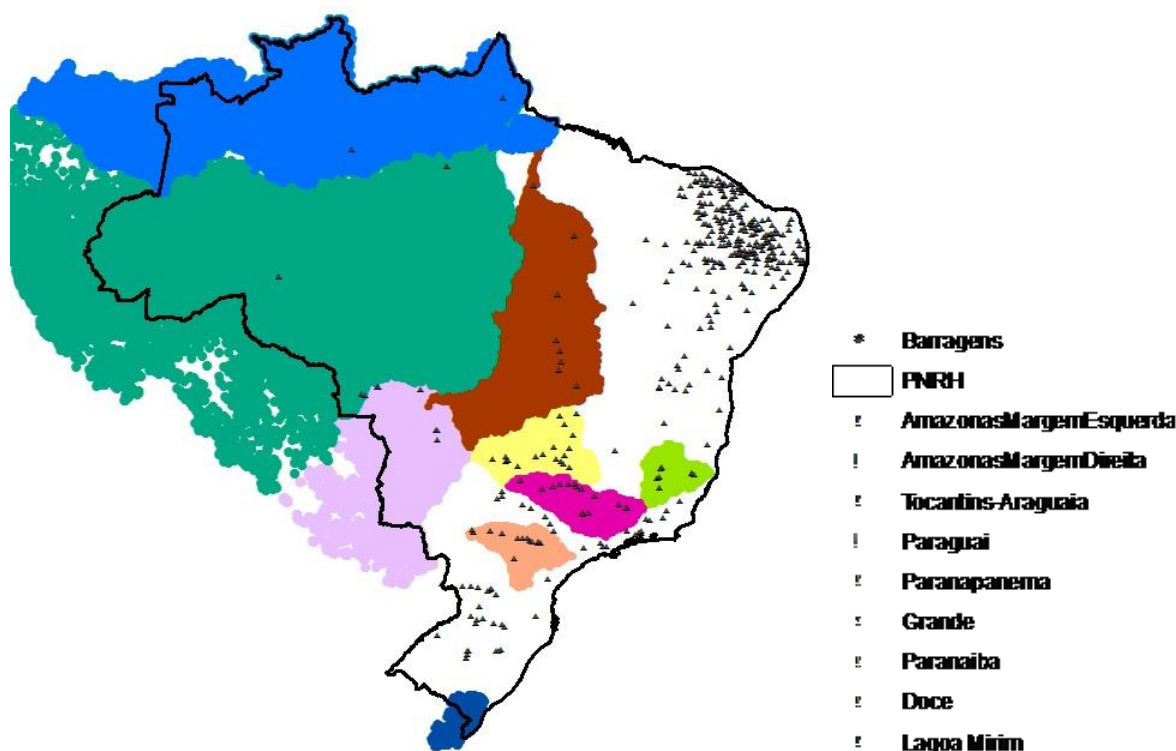 Barragens
PNRH
AmazonasMargemEsquerda
AmazonasMargemDireita
Tocantins-Araguaia
Paraguai
Paranapanema
Grande
Paranaiba
Doce
Lagoa Mirim